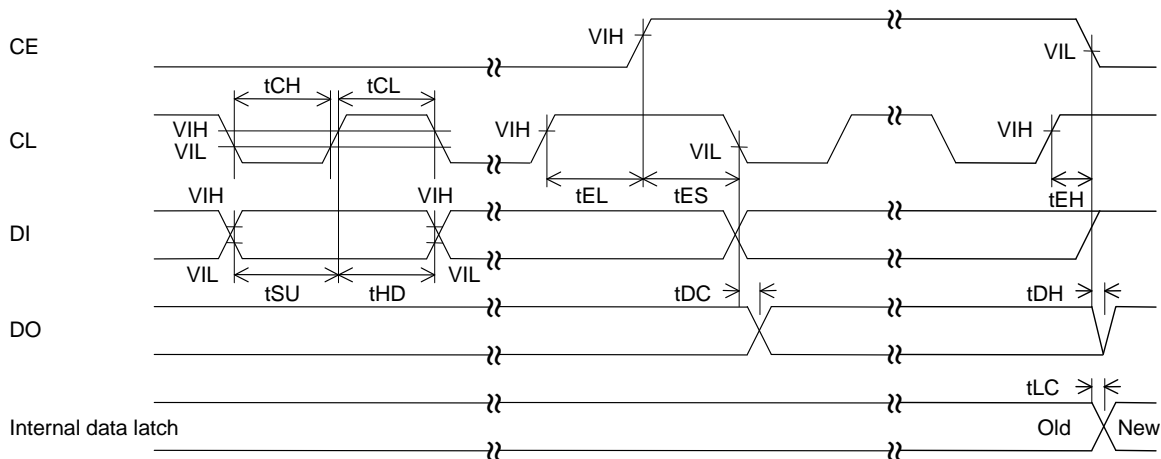 CE
VIH
VIL
tCH
tCL
CL
VIH
VIL
VIH
VIL
VIH
tEL
tES
tEH
DI
VIH
VIH
VIL
VIL
tSU
tHD
tDC
tDH
DO
tLC
Internal data latch
Old
New